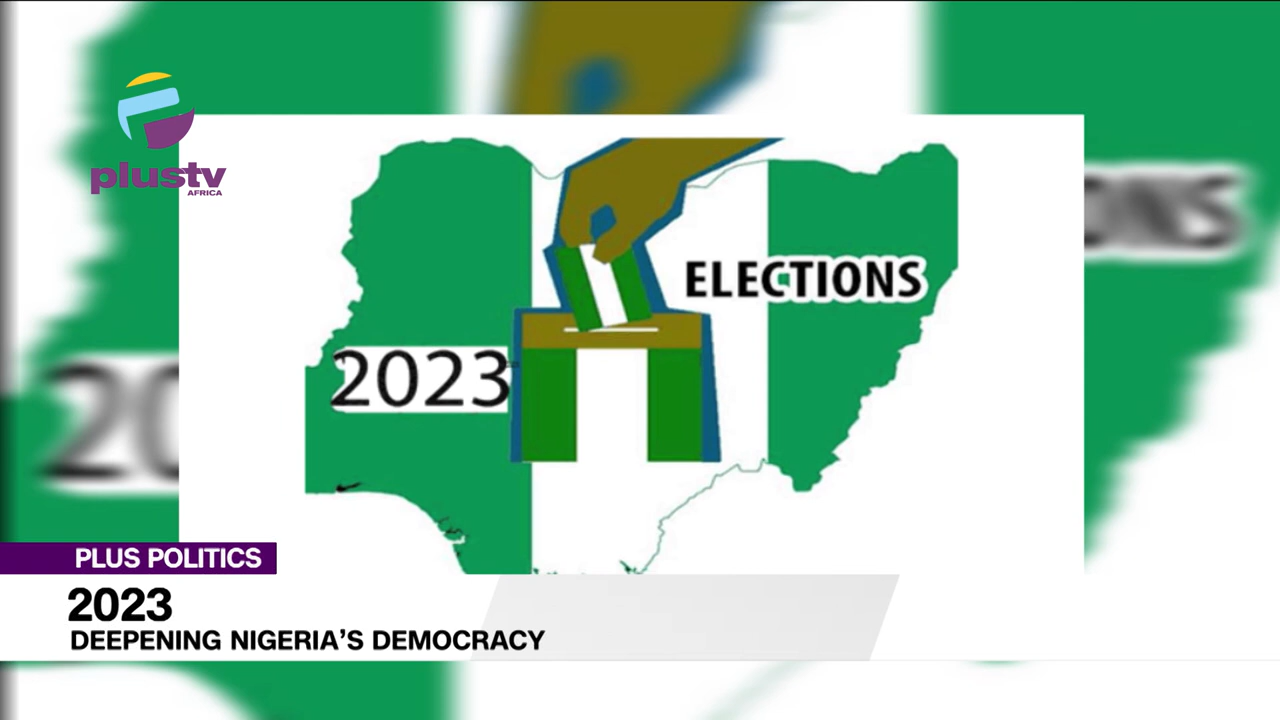 plustv
AFRICA
ELECTIONS
2023
PLUS POLITICS
2023
DEEPENING NIGERIA'S DEMOCRACY